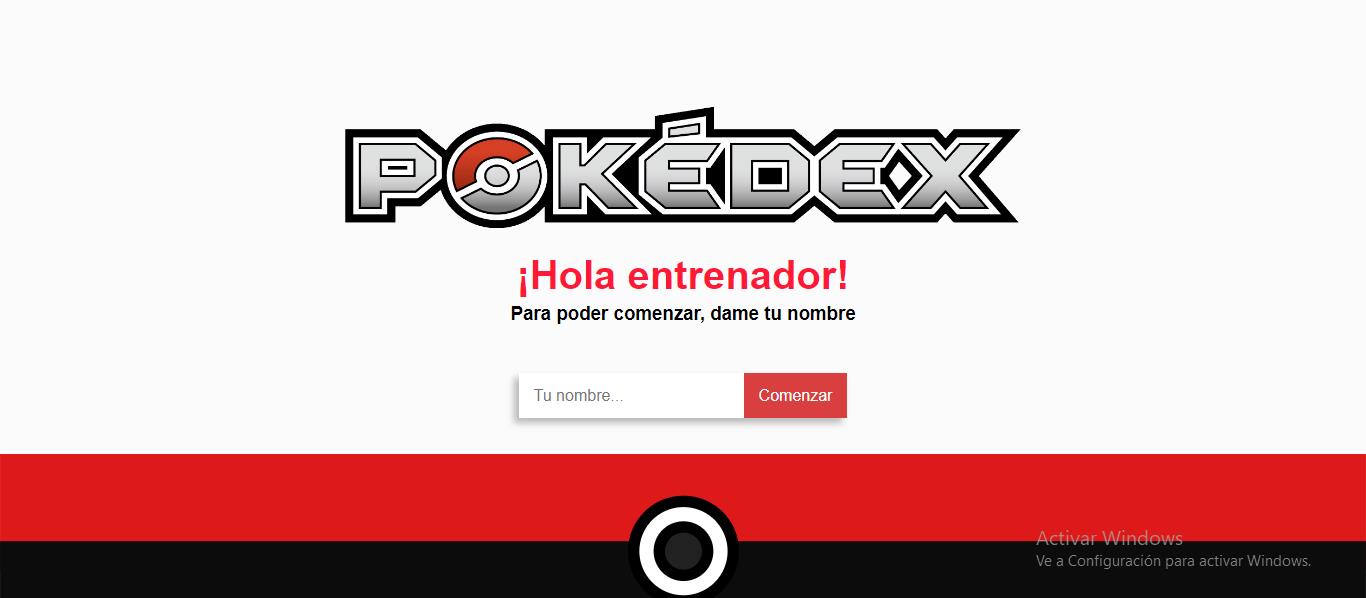 POKÉDEX
¡Hola entrenador!
Para poder comenzar, dame tu nombre
Tu nombre...
Comenzar
Activar Windows
Ve a Configuración para activar Windows.